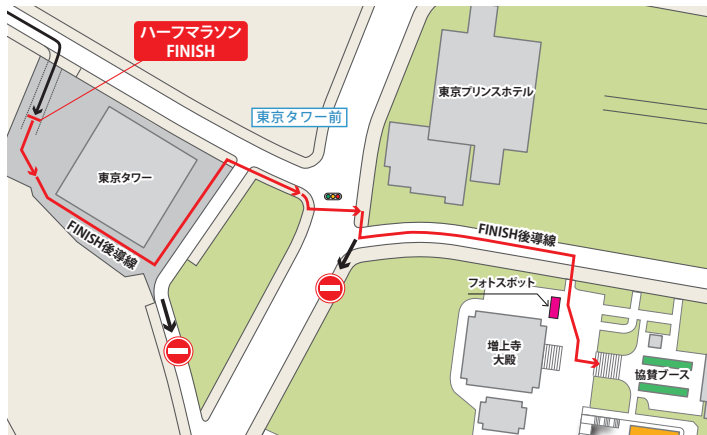 ハーフマラソン
FINISH
東京タワー前
東京プリンスホテル
東京タワー
FINISH後導線
FINISH後導線
フォトスポット
増上寺
大殿
協賛ブース